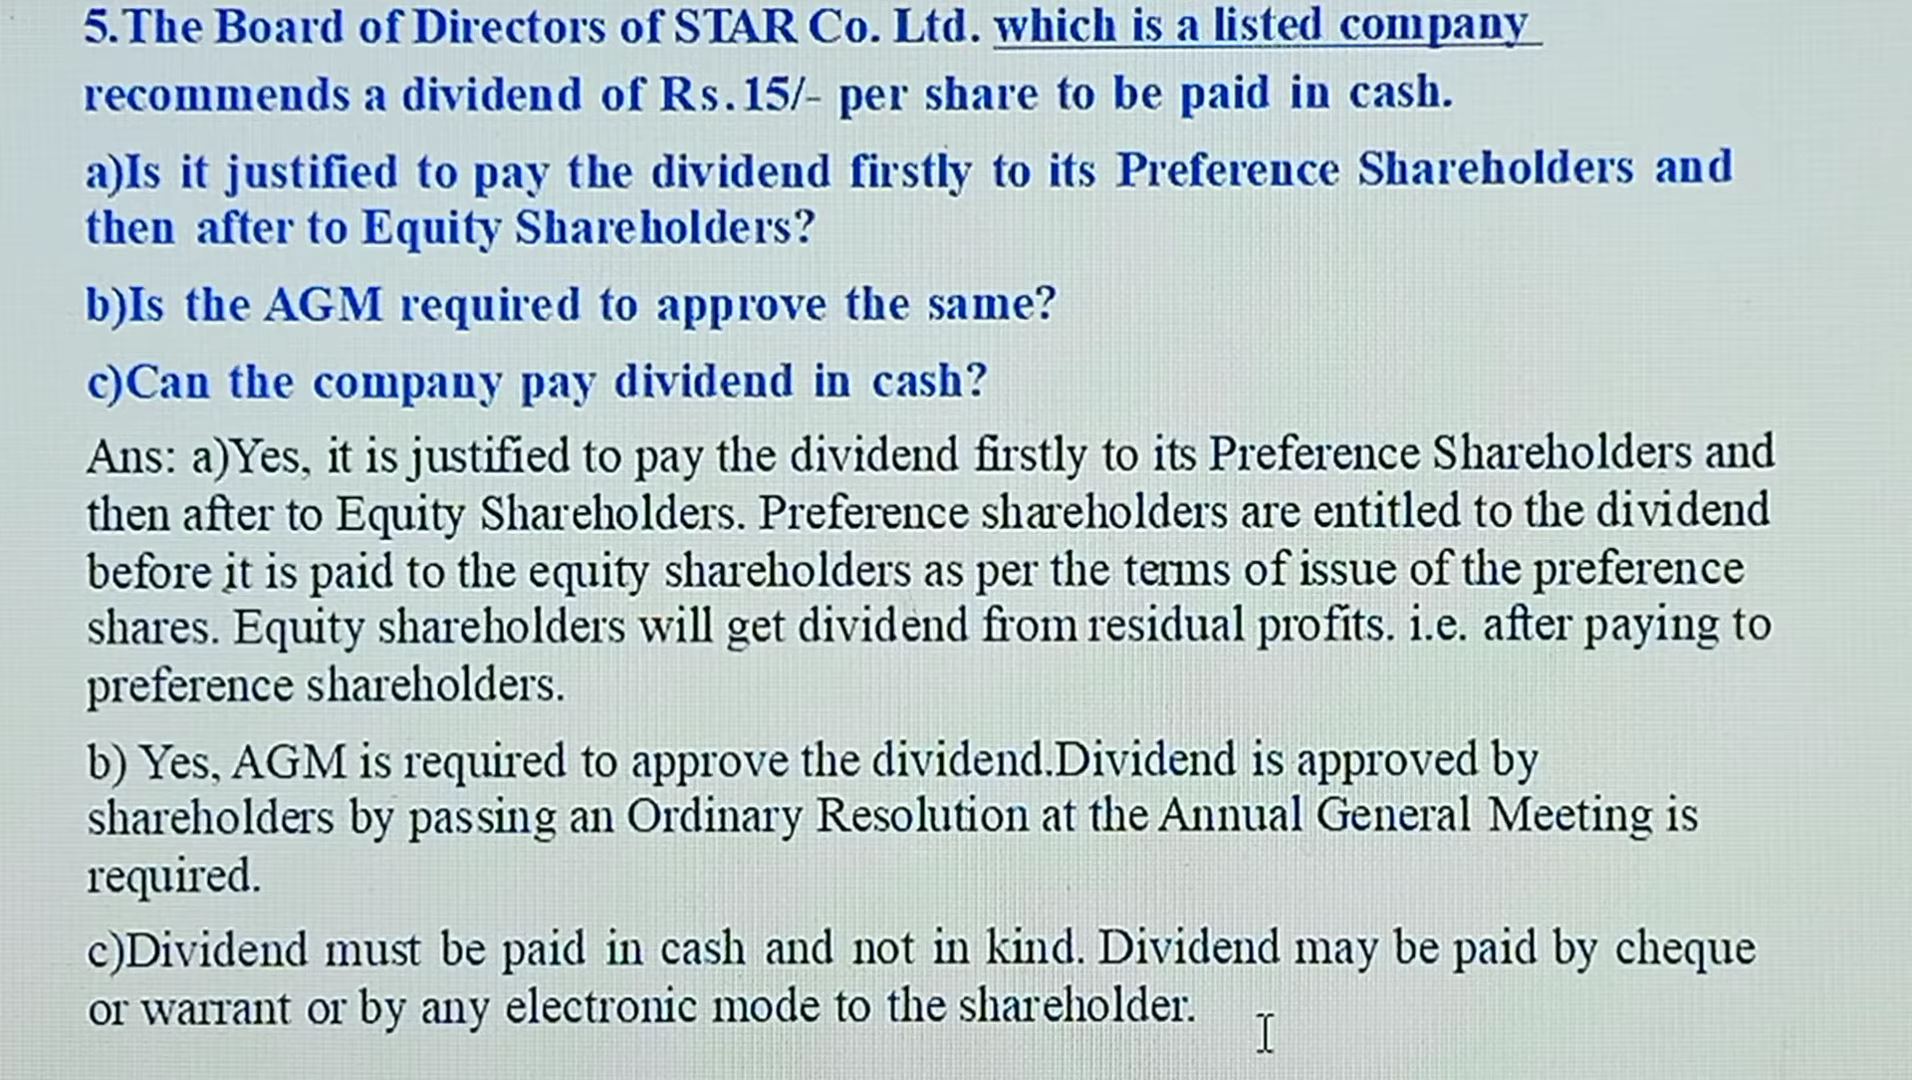 5.The Board of Directors of STAR Co. Ltd. which is a listed company
recommends a dividend of Rs.15/- per share to be paid in cash.
a)Is it justified to pay the dividend firstly to its Preference Shareholders and
then after to Equity Shareholders?
b)Is the AGM required to approve the same?
c)Can the company pay dividend in cash?
Ans: a)Yes, it is justified to pay the dividend firstly to its Preference Shareholders and
then after to Equity Shareholders. Preference shareholders are entitled to the dividend
before it is paid to the equity shareholders as per the terms of issue of the preference
shares. Equity shareholders will get dividend from residual profits. i.e. after paying to
preference shareholders.
b) Yes, AGM is required to approve the dividend.Dividend is approved by
shareholders by passing an Ordinary Resolution at the Annual General Meeting is
required.
c)Dividend must be paid in cash and not in kind. Dividend may be paid by cheque
or warrant or by any electronic mode to the shareholder.